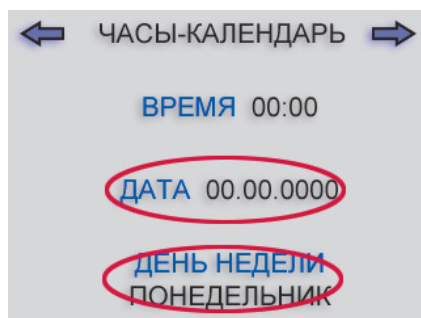 ЧАСЫ-КАЛЕНДАРЬ
ВРЕМЯ 00:00
ДАТА 00.00.0000
ДЕНЬ НЕДЕЛИ
ПОНЕДЕЛЬНИК